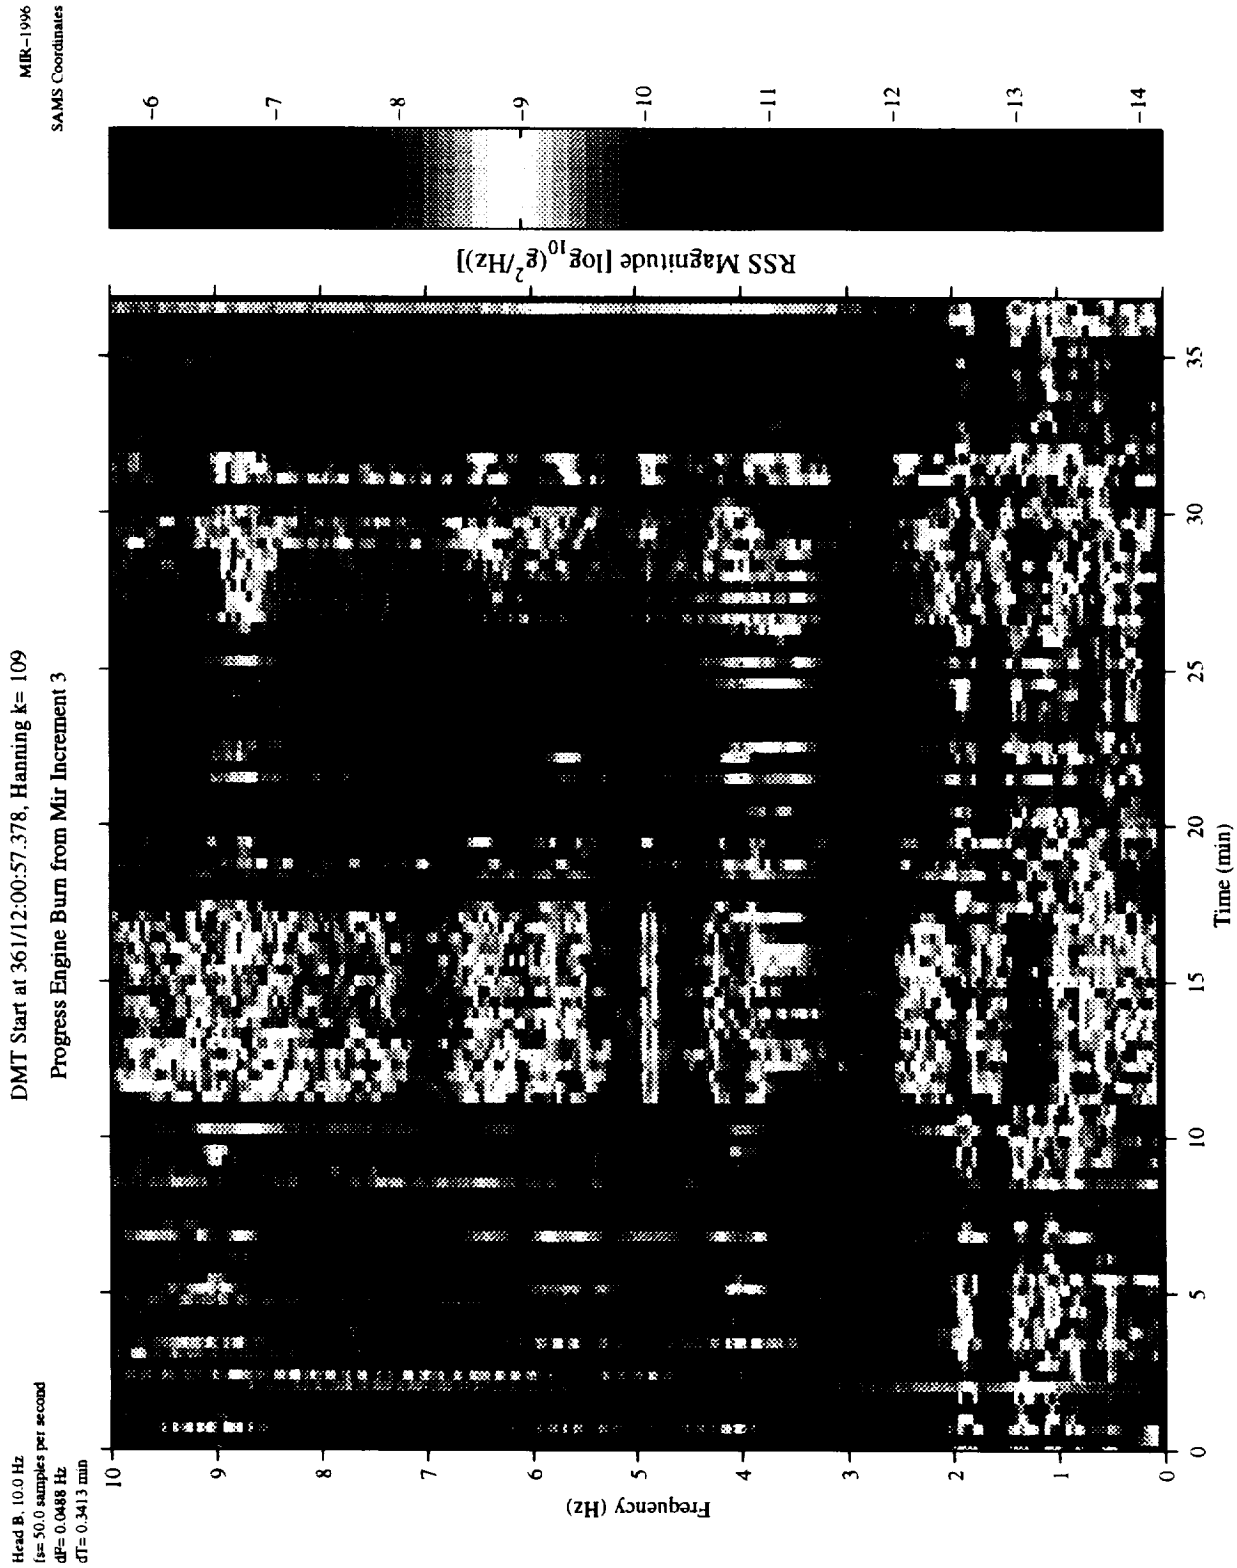 Head B, 10.0 Hz
fs= 50.0 samples per second
dF= 0.0488 Hz
dT= 0.3413 min
DMT Start at 361/12:00:57.378, Hanning k= 109
Progress Engine Burn from Mir Increment 3
MIR-1996
SAMS Coordinates
Frequency (Hz)
10
9
8
7
6
5
4
3
2
1
0
0
5
10
15
20
25
30
35
Time (min)
RSS Magnitude [log10(g²/Hz)]
-6
-7
-8
-9
-10
-11
-12
-13
-14